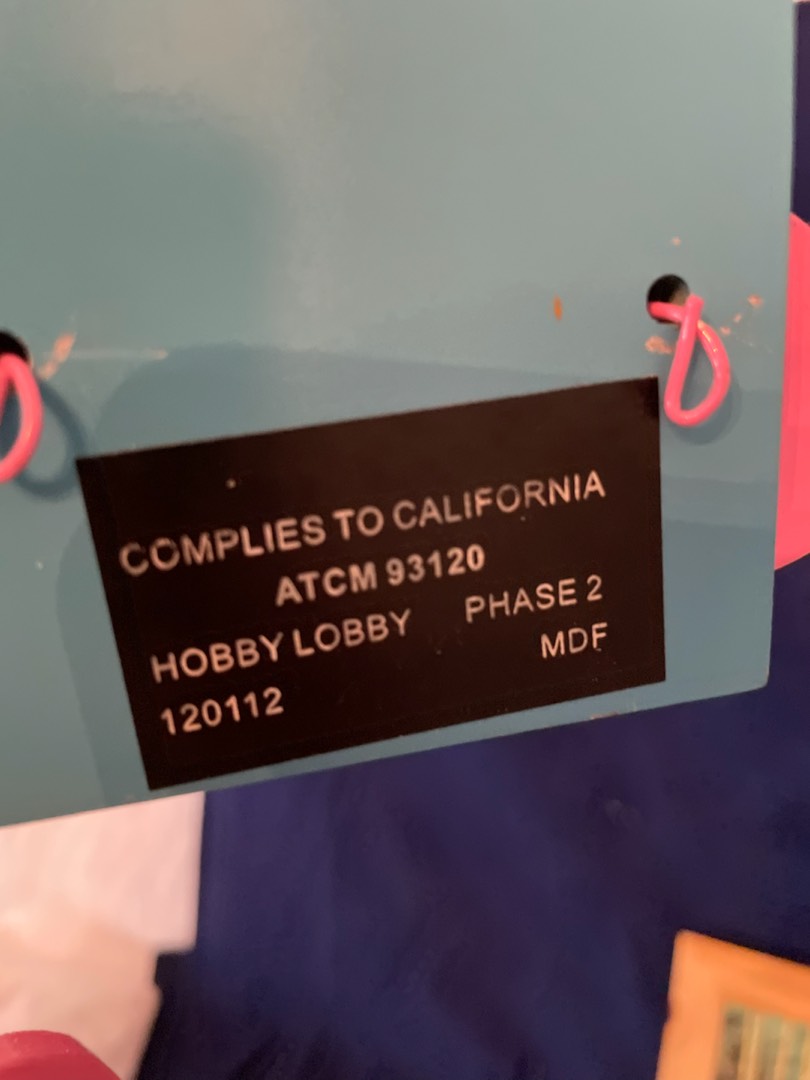 COMPLIES TO CALIFORNIA
ATCM 93120
HOBBY LOBBY PHASE 2
120112 MDF